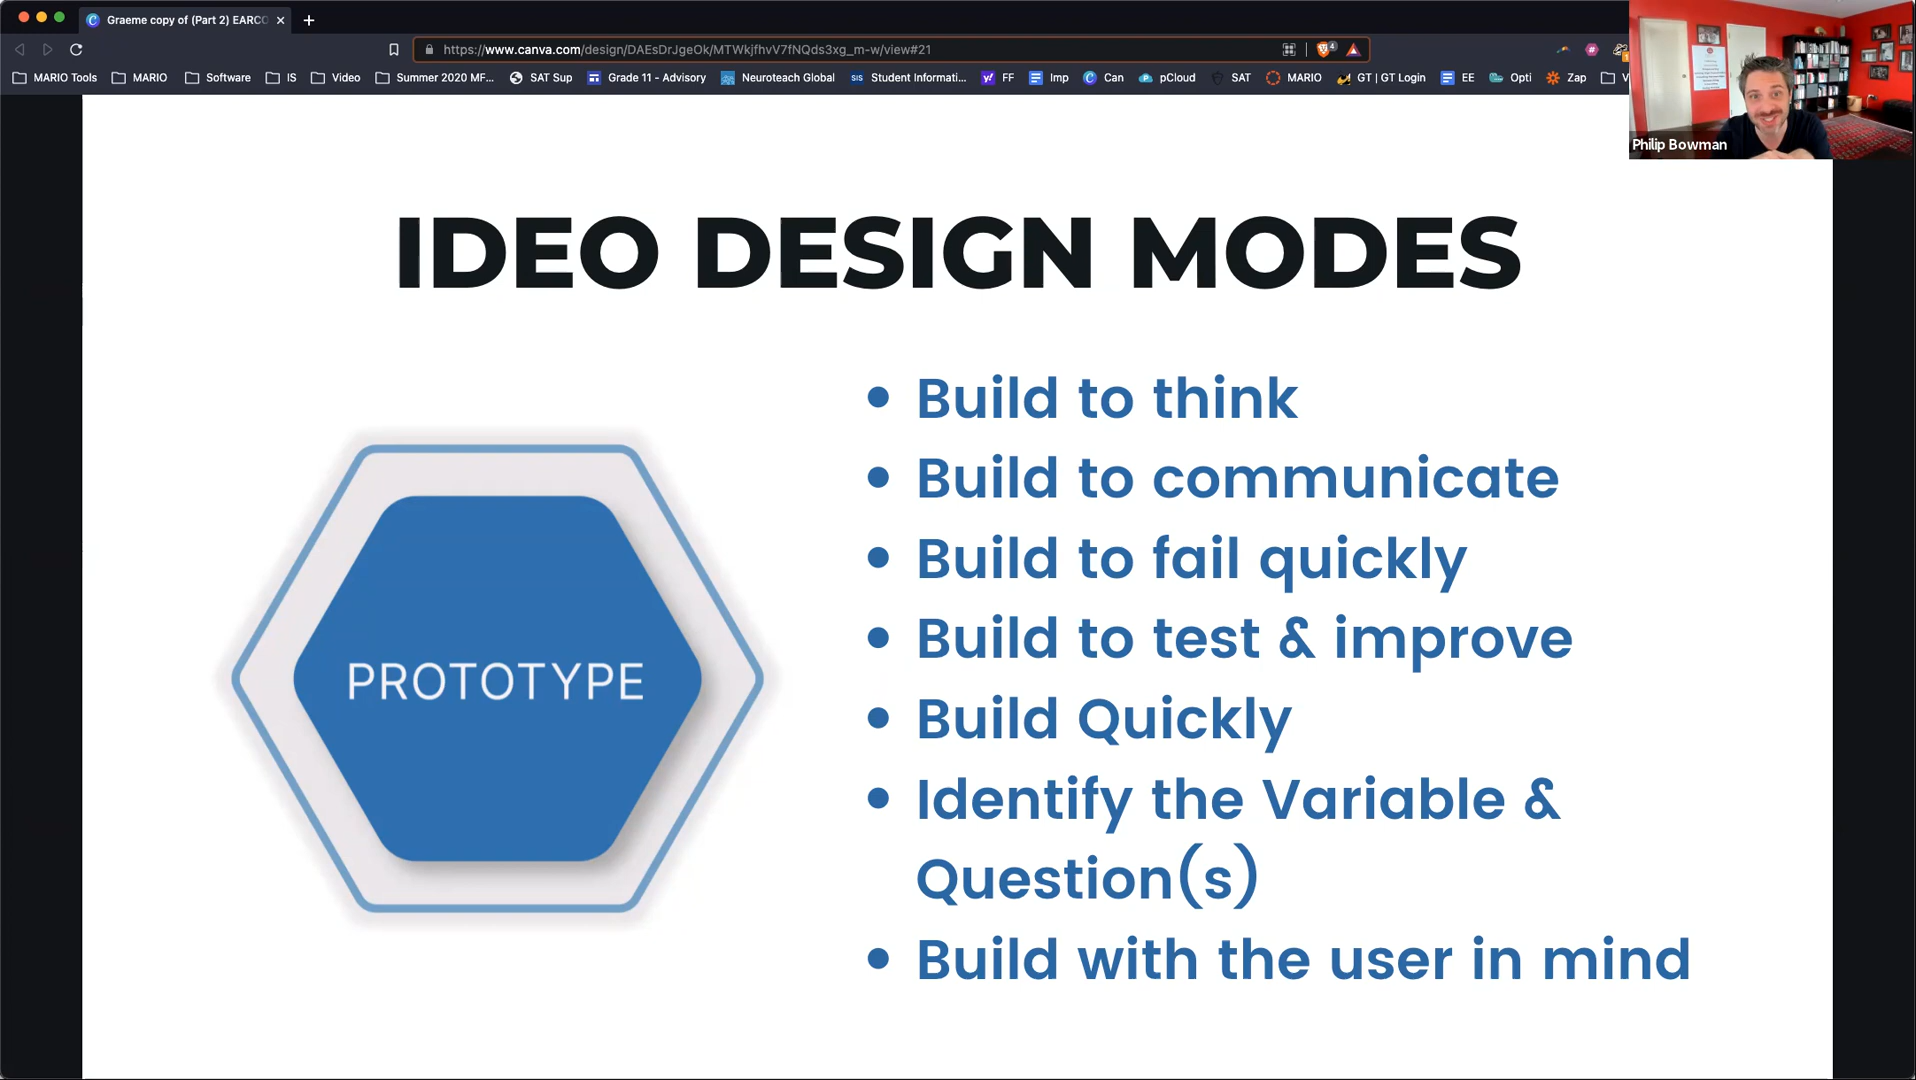 Graeme copy of (Part 2) EARCO
https://www.canva.com/design/DAEsDrJgeOk/MTWkjfhvV7fNQds3xg_m-w/view#21
4
MARIO Tools MARIO Software IS Video Summer 2020 MF... SAT Sup Grade 11 - Advisory Neuroteach Global SIS Student Informati... FF Imp Can pCloud SAT MARIO GT | GT Login EE Opti Zap V
Philip Bowman
IDEO DESIGN MODES
PROTOTYPE
• Build to think
• Build to communicate
• Build to fail quickly
• Build to test & improve
• Build Quickly
• Identify the Variable &
Question(s)
• Build with the user in mind